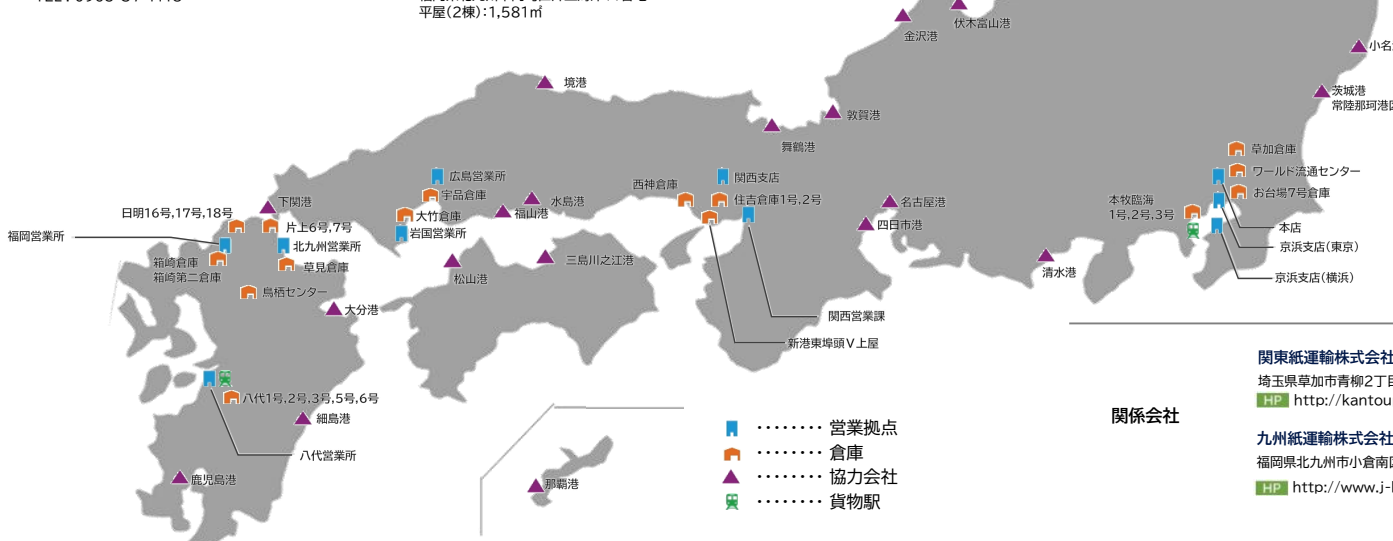 平屋(2棟):1,581㎡
金沢港
伏木富山港
境港
敦賀港
舞鶴港
茨城港
常陸那珂港区
草加倉庫
ワールド流通センター
お台場7号倉庫
本牧臨海
1号,2号,3号
本店
京浜支店(東京)
京浜支店(横浜)
広島営業所
宇品倉庫
大竹倉庫
岩国営業所
福山港
水島港
西神倉庫
関西支店
住吉倉庫1号,2号
名古屋港
四日市港
清水港
関西営業課
新港東埠頭V上屋
下関港
日明16号,17号,18号
片上6号,7号
福岡営業所
北九州営業所
箱崎倉庫
箱崎第二倉庫
草見倉庫
鳥栖センター
大分港
松山港
三島川之江港
八代1号,2号,3号,5号,6号
細島港
八代営業所
鹿児島港
那覇港
‥‥‥‥ 営業拠点
‥‥‥‥ 倉庫
‥‥‥‥ 協力会社
‥‥‥‥ 貨物駅
関係会社
関東紙運輸株式会社
埼玉県草加市青柳2丁目
HP http://kantou
九州紙運輸株式会社
福岡県北九州市小倉南区
HP http://www.j-